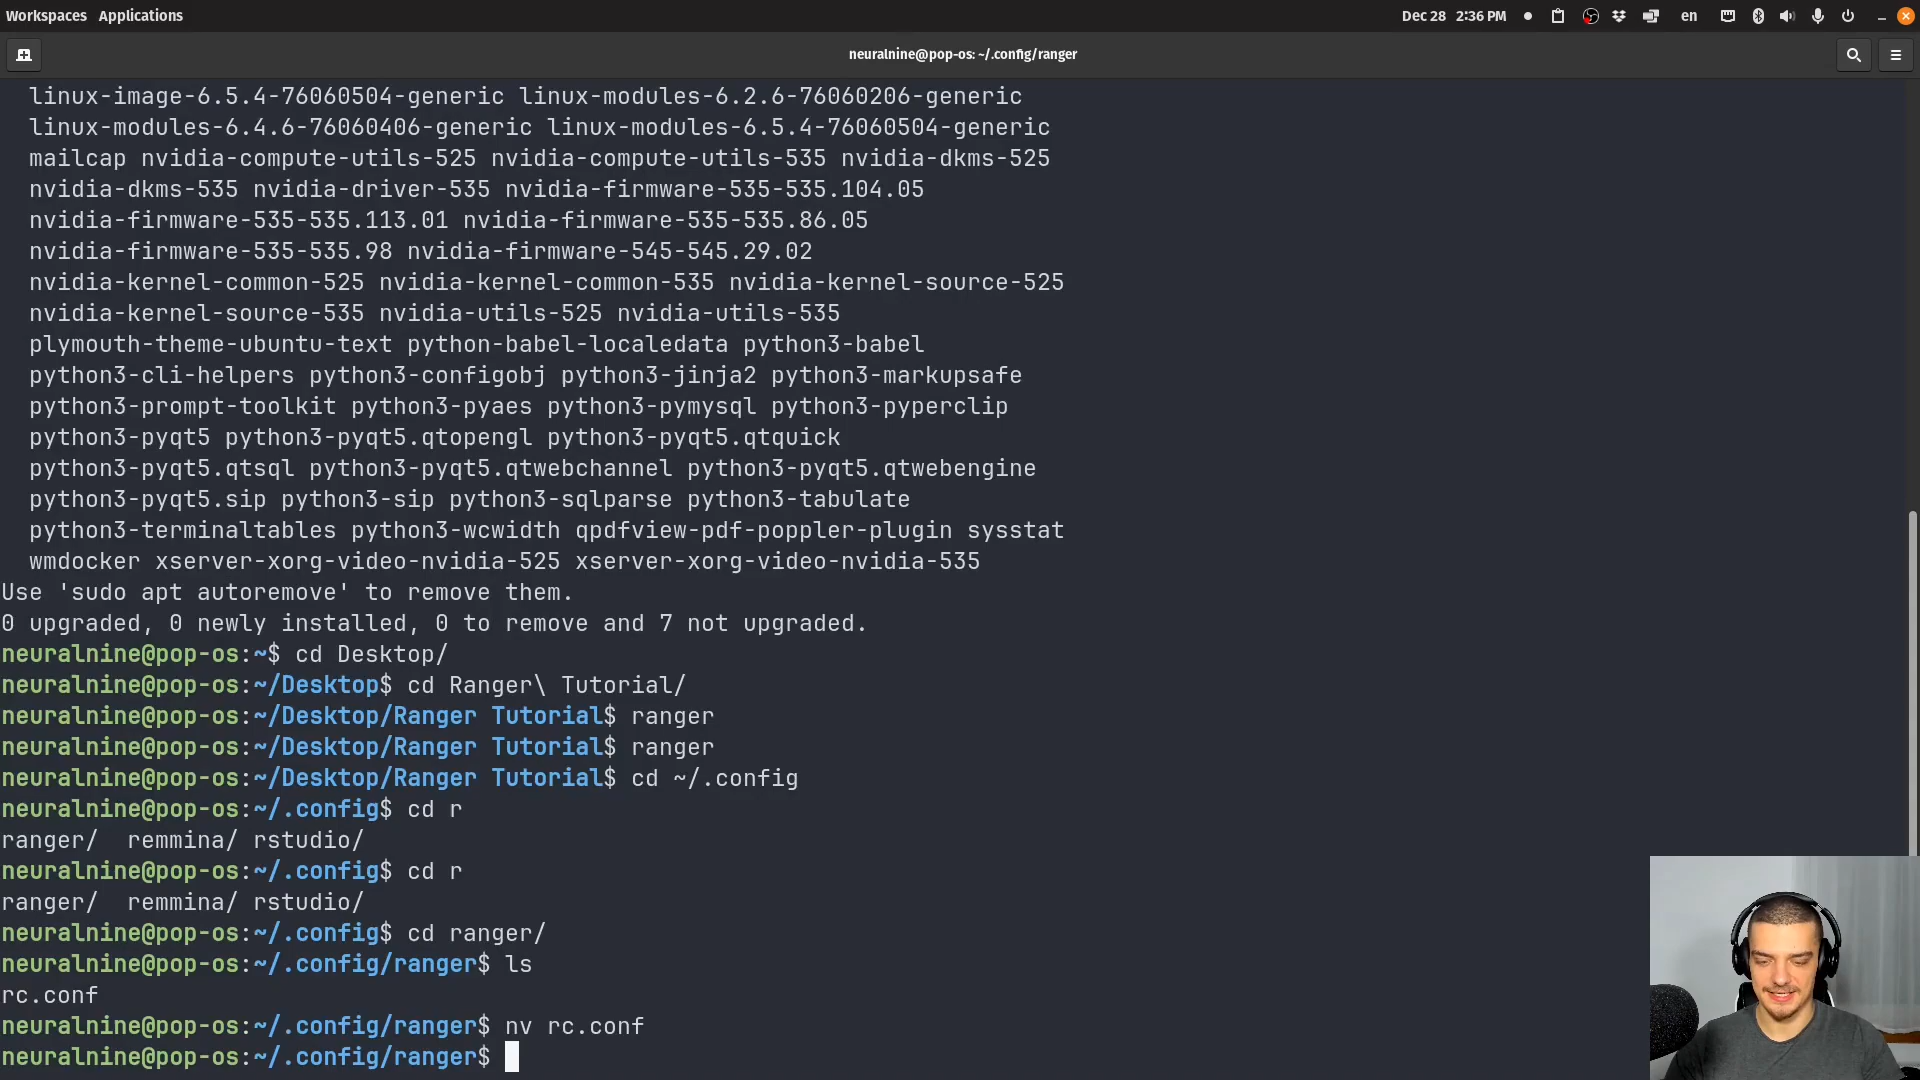 Workspaces Applications
Dec 28 2:36 PM
en
neuralnine@pop-os: ~/.config/ranger
linux-image-6.5.4-76060504-generic linux-modules-6.2.6-76060206-generic
linux-modules-6.4.6-76060406-generic linux-modules-6.5.4-76060504-generic
mailcap nvidia-compute-utils-525 nvidia-compute-utils-535 nvidia-dkms-525
nvidia-dkms-535 nvidia-driver-535 nvidia-firmware-535-535.104.05
nvidia-firmware-535-535.113.01 nvidia-firmware-535-535.86.05
nvidia-firmware-535-535.98 nvidia-firmware-545-545.29.02
nvidia-kernel-common-525 nvidia-kernel-common-535 nvidia-kernel-source-525
nvidia-kernel-source-535 nvidia-utils-525 nvidia-utils-535
plymouth-theme-ubuntu-text python-babel-localedata python3-babel
python3-cli-helpers python3-configobj python3-jinja2 python3-markupsafe
python3-prompt-toolkit python3-pyaes python3-pymysql python3-pyperclip
python3-pyqt5 python3-pyqt5.qtopengl python3-pyqt5.qtquick
python3-pyqt5.qtsql python3-pyqt5.qtwebchannel python3-pyqt5.qtwebengine
python3-pyqt5.sip python3-sip python3-sqlparse python3-tabulate
python3-terminaltables python3-wcwidth qpdfview-pdf-poppler-plugin sysstat
wmdocker xserver-xorg-video-nvidia-525 xserver-xorg-video-nvidia-535
Use 'sudo apt autoremove' to remove them.
0 upgraded, 0 newly installed, 0 to remove and 7 not upgraded.
neuralnine@pop-os:~$ cd Desktop/
neuralnine@pop-os:~/Desktop$ cd Ranger\ Tutorial/
neuralnine@pop-os:~/Desktop/Ranger Tutorial$ ranger
neuralnine@pop-os:~/Desktop/Ranger Tutorial$ ranger
neuralnine@pop-os:~/Desktop/Ranger Tutorial$ cd ~/.config
neuralnine@pop-os:~/.config$ cd r
ranger/ remmina/ rstudio/
neuralnine@pop-os:~/.config$ cd r
ranger/ remmina/ rstudio/
neuralnine@pop-os:~/.config$ cd ranger/
neuralnine@pop-os:~/.config/ranger$ ls
rc.conf
neuralnine@pop-os:~/.config/ranger$ nv rc.conf
neuralnine@pop-os:~/.config/ranger$